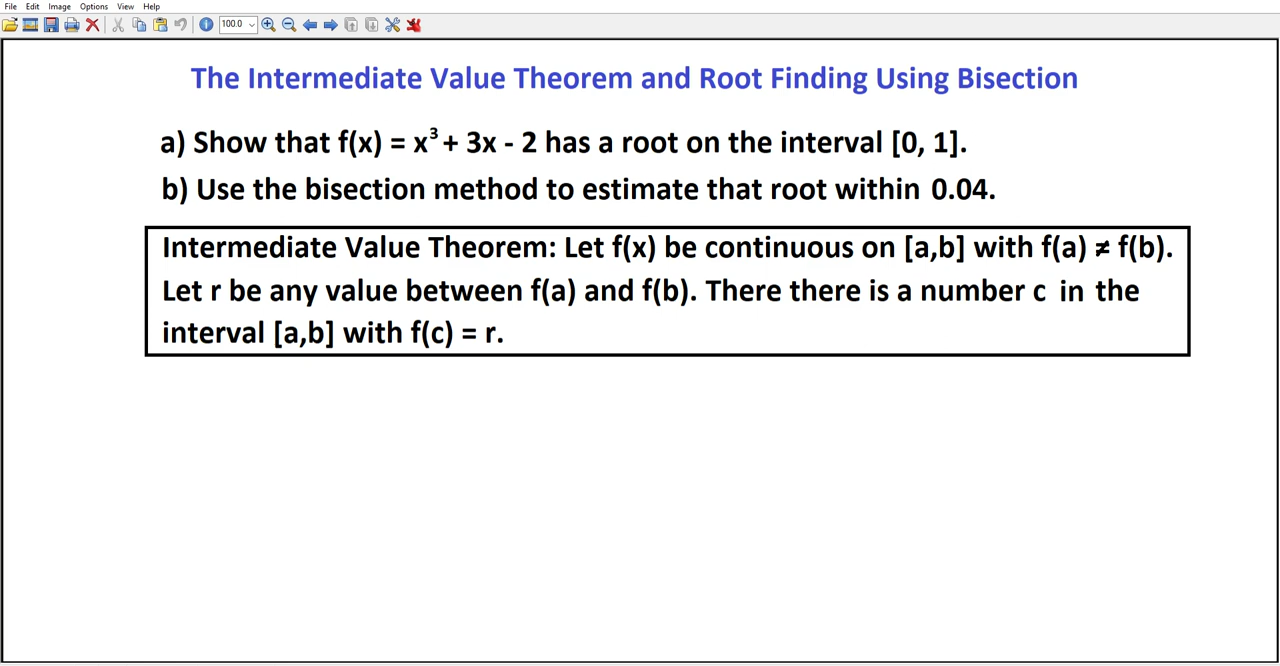 File Edit Image Options View Help
100.0
The Intermediate Value Theorem and Root Finding Using Bisection
a) Show that f(x) = x³ + 3x - 2 has a root on the interval [0, 1].
b) Use the bisection method to estimate that root within 0.04.
Intermediate Value Theorem: Let f(x) be continuous on [a,b] with f(a) ≠ f(b).
Let r be any value between f(a) and f(b). There there is a number c in the
interval [a,b] with f(c) = r.